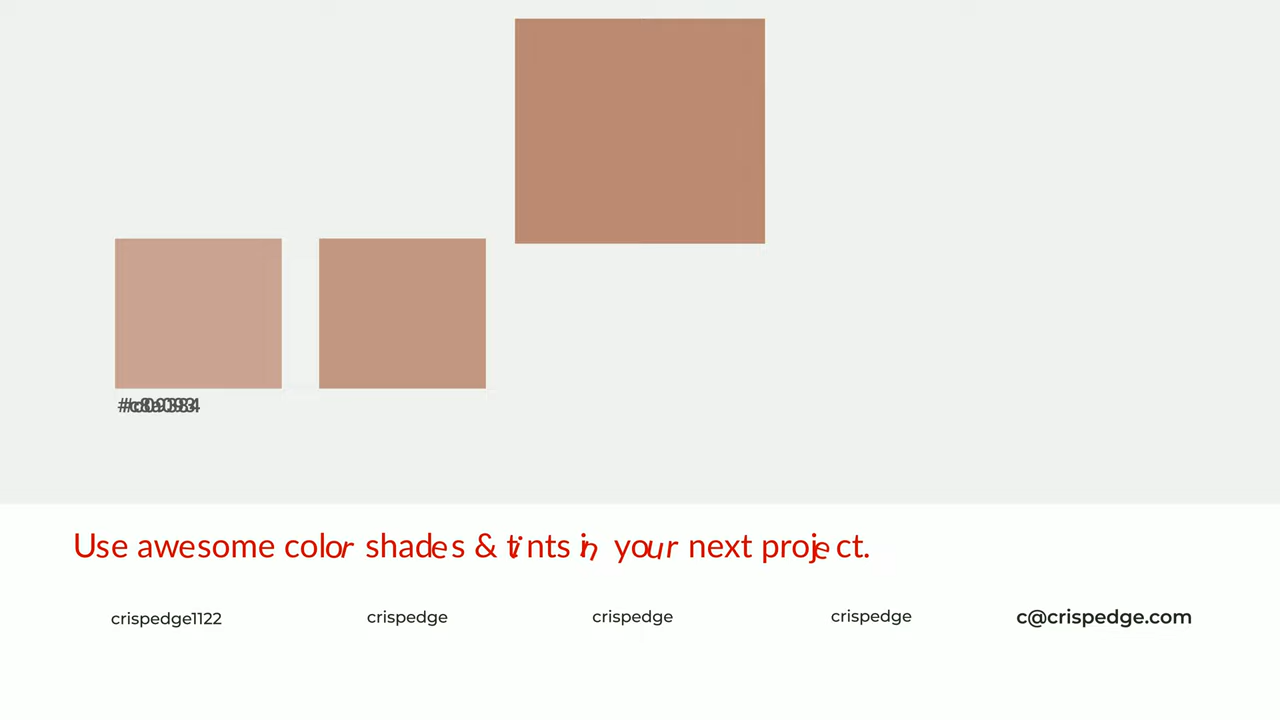 Use awesome color shades & tints in your next project.
crispedge1122 crispedge crispedge crispedge c@crispedge.com